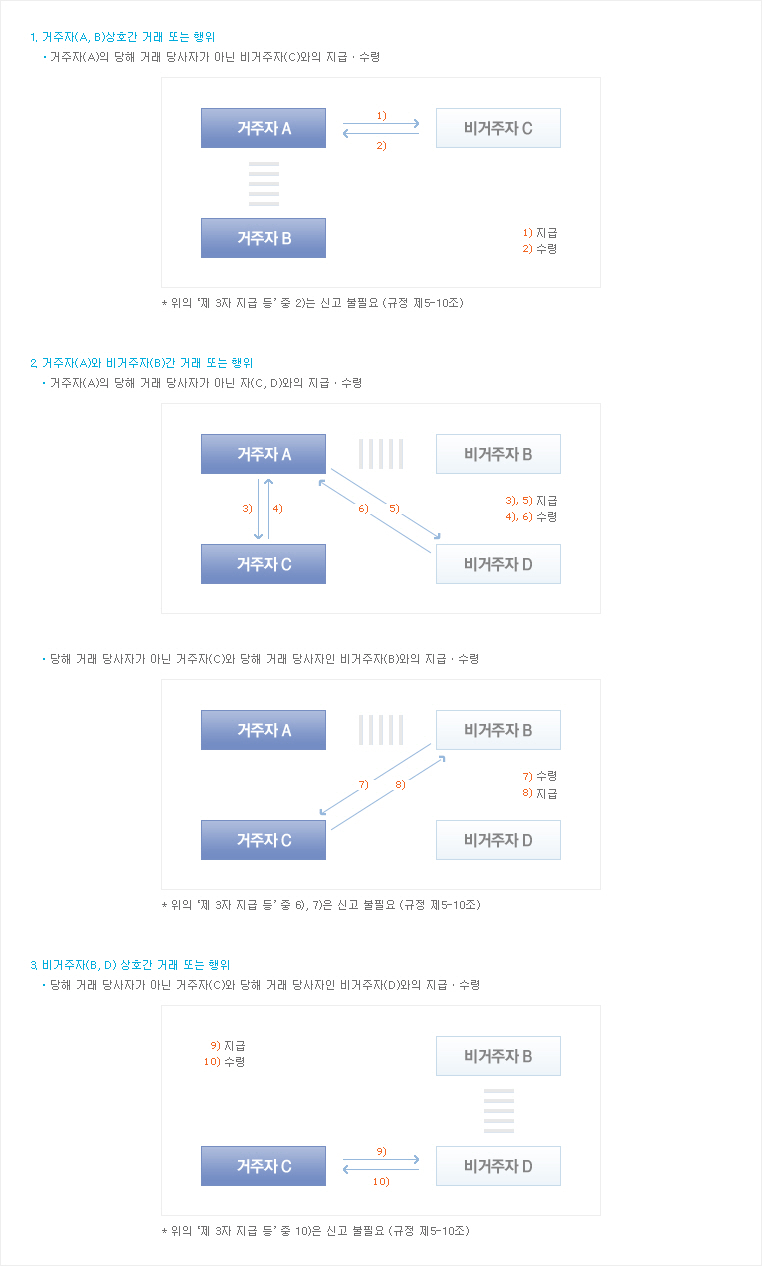 1. 거주자(A, B)상호간 거래 또는 행위
· 거주자(A)의 당해 거래 당사자가 아닌 비거주자(C)와의 지급 · 수령
거주자 A
1)
2)
비거주자 C
거주자 B
1) 지급
2) 수령
* 위의 '제 3자 지급 등' 중 2)는 신고 불필요 (규정 제5-10조)
2. 거주자(A)와 비거주자(B)간 거래 또는 행위
· 거주자(A)의 당해 거래 당사자가 아닌 자(C, D)와의 지급 · 수령
거주자 A
비거주자 B
3), 5) 지급
4), 6) 수령
3)
4)
6)
5)
거주자 C
비거주자 D
· 당해 거래 당사자가 아닌 거주자(C)와 당해 거래 당사자인 비거주자(B)와의 지급 · 수령
거주자 A
비거주자 B
7)
8)
7) 수령
8) 지급
거주자 C
비거주자 D
* 위의 '제 3자 지급 등' 중 6), 7)은 신고 불필요 (규정 제5-10조)
3. 비거주자(B, D) 상호간 거래 또는 행위
· 당해 거래 당사자가 아닌 거주자(C)와 당해 거래 당사자인 비거주자(D)와의 지급 · 수령
9) 지급
10) 수령
비거주자 B
거주자 C
9)
10)
비거주자 D
* 위의 '제 3자 지급 등' 중 10)은 신고 불필요 (규정 제5-10조)